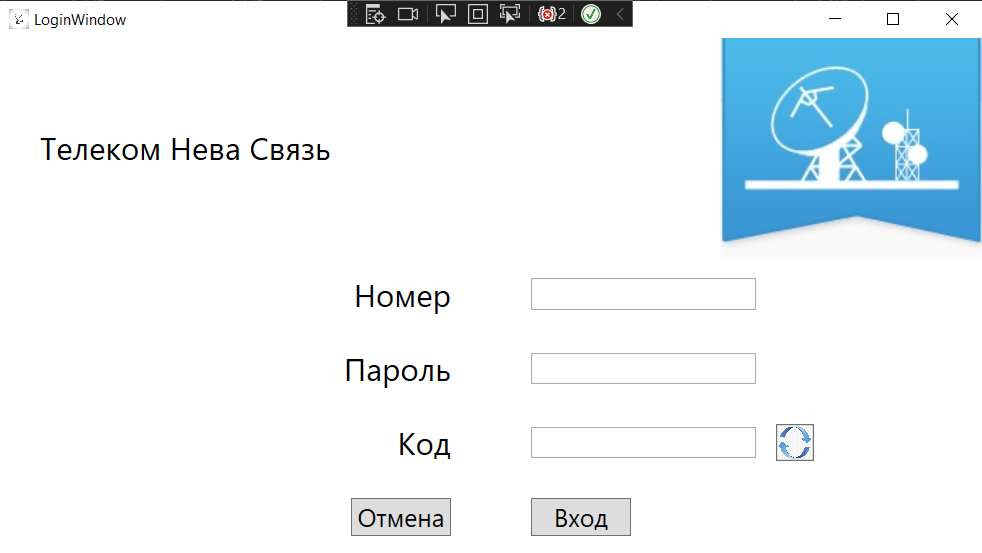 LoginWindow
2
Телеком Нева Связь
Номер
Пароль
Код
Отмена
Вход